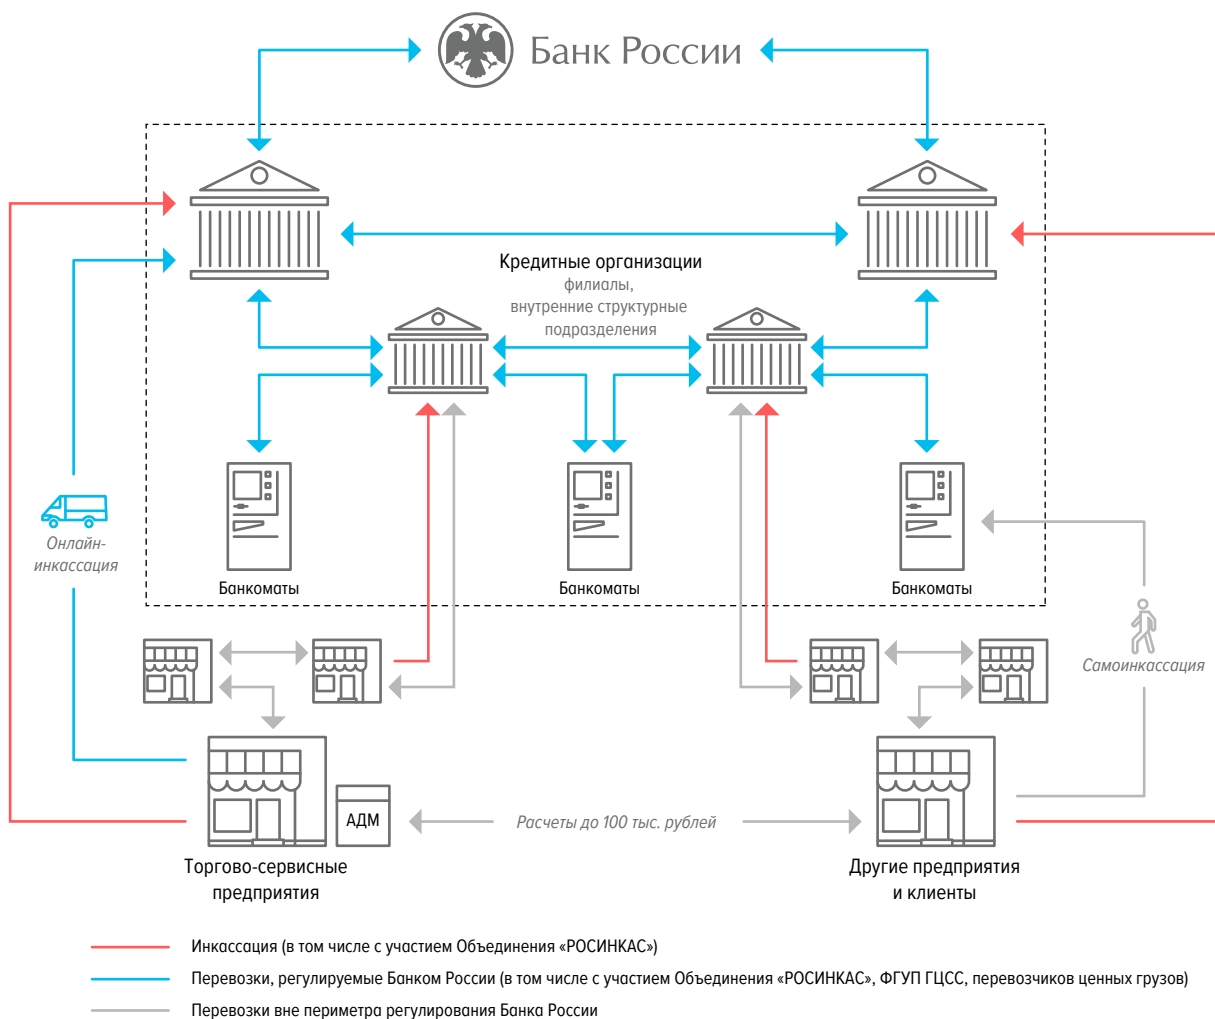 Банк России
Кредитные организации
филиалы,
внутренние структурные
подразделения
Онлайн-
инкассация
Банкоматы
Банкоматы
Банкоматы
Самоинкассация
АДМ
Расчеты до 100 тыс. рублей
Торгово-сервисные
предприятия
Другие предприятия
и клиенты
Инкассация (в том числе с участием Объединения «РОСИНКАС»)
Перевозки, регулируемые Банком России (в том числе с участием Объединения «РОСИНКАС», ФГУП ГЦСС, перевозчиков ценных грузов)
Перевозки вне периметра регулирования Банка России